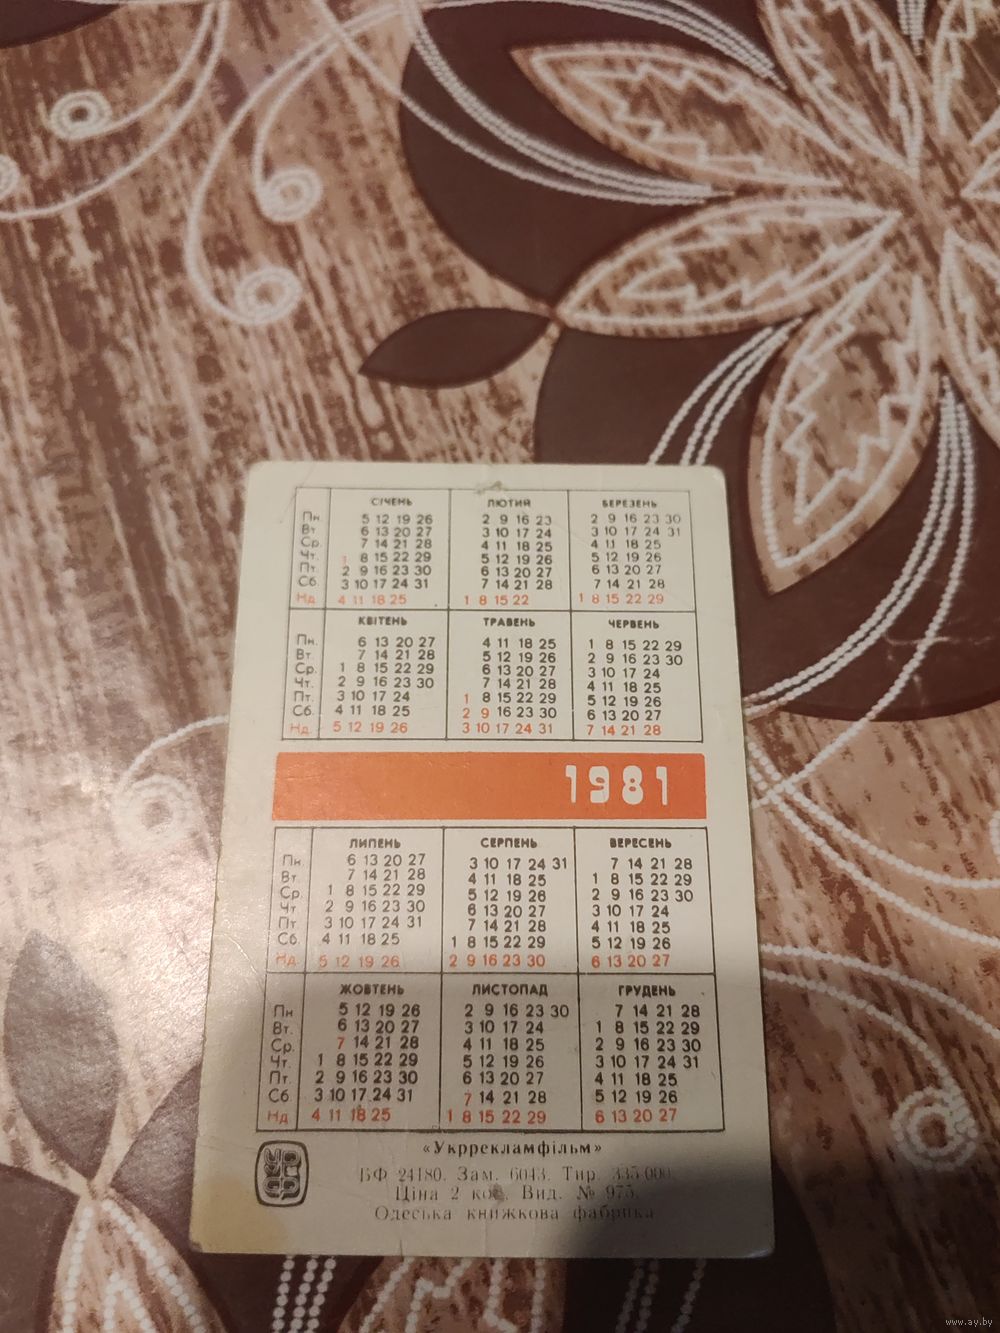 СІЧЕНЬ ЛЮТИЙ БЕРЕЗЕНЬ
Пн. 5 12 19 26 2 9 16 23 2 9 16 23 30
Вт. 6 13 20 27 3 10 17 24 3 10 17 24 31
Ср. 7 14 21 28 4 11 18 25 4 11 18 25
Чт. 1 8 15 22 29 5 12 19 26 5 12 19 26
Пт. 2 9 16 23 30 6 13 20 27 6 13 20 27
Сб. 3 10 17 24 31 7 14 21 28 7 14 21 28
Нд. 4 11 18 25 1 8 15 22 1 8 15 22 29
КВІТЕНЬ ТРАВЕНЬ ЧЕРВЕНЬ
Пн. 6 13 20 27 4 11 18 25 1 8 15 22 29
Вт. 7 14 21 28 5 12 19 26 2 9 16 23 30
Ср. 1 8 15 22 29 6 13 20 27 3 10 17 24
Чт. 2 9 16 23 30 7 14 21 28 4 11 18 25
Пт. 3 10 17 24 1 8 15 22 29 5 12 19 26
Сб. 4 11 18 25 2 9 16 23 30 6 13 20 27
Нд. 5 12 19 26 3 10 17 24 31 7 14 21 28
1981
ЛИПЕНЬ СЕРПЕНЬ ВЕРЕСЕНЬ
Пн. 6 13 20 27 3 10 17 24 31 7 14 21 28
Вт. 7 14 21 28 4 11 18 25 1 8 15 22 29
Ср. 1 8 15 22 29 5 12 19 26 2 9 16 23 30
Чт. 2 9 16 23 30 6 13 20 27 3 10 17 24
Пт. 3 10 17 24 31 7 14 21 28 4 11 18 25
Сб. 4 11 18 25 1 8 15 22 29 5 12 19 26
Нд. 5 12 19 26 2 9 16 23 30 6 13 20 27
ЖОВТЕНЬ ЛИСТОПАД ГРУДЕНЬ
Пн. 5 12 19 26 2 9 16 23 30 7 14 21 28
Вт. 6 13 20 27 3 10 17 24 1 8 15 22 29
Ср. 7 14 21 28 4 11 18 25 2 9 16 23 30
Чт. 1 8 15 22 29 5 12 19 26 3 10 17 24 31
Пт. 2 9 16 23 30 6 13 20 27 4 11 18 25
Сб. 3 10 17 24 31 7 14 21 28 5 12 19 26
Нд. 4 11 18 25 1 8 15 22 29 6 13 20 27
«Укррекламфільм»
БФ 24180. Зам. 6043. Тир. 335 000.
Ціна 2 коп. Вид. № 975.
Одеська книжкова фабрика
www.ay.by